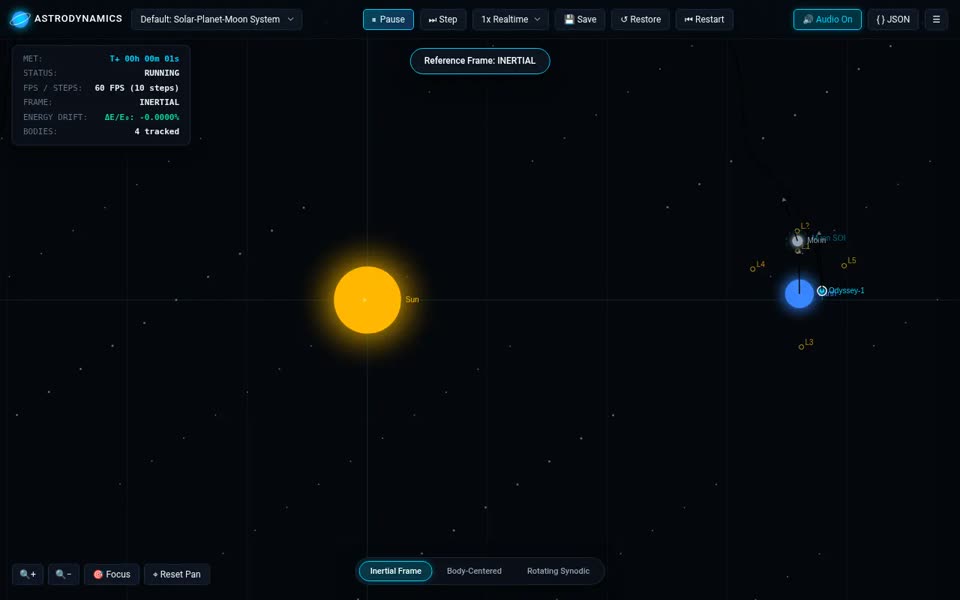 ASTRODYNAMICS
Default: Solar-Planet-Moon System
Pause
Step
1x Realtime
Save
Restore
Restart
Audio On
{ } JSON
MET: T+ 00h 00m 01s
STATUS: RUNNING
FPS / STEPS: 60 FPS (10 steps)
FRAME: INERTIAL
ENERGY DRIFT: ΔE/E₀: -0.0000%
BODIES: 4 tracked
Reference Frame: INERTIAL
L2
Moon
SOI
L1
L4
L5
Sun
Odyssey-1
L3
Focus
Reset Pan
Inertial Frame
Body-Centered
Rotating Synodic